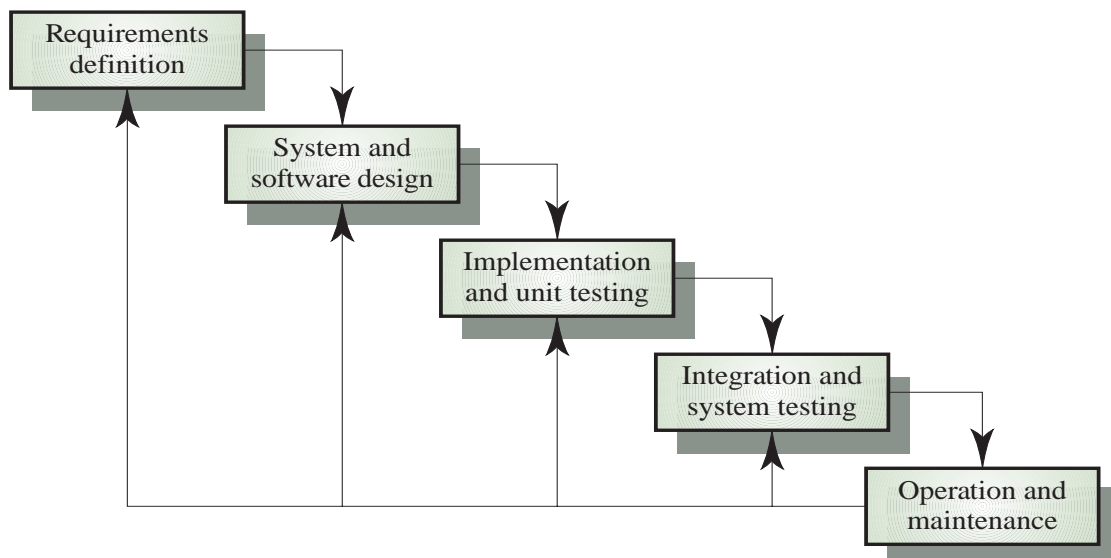 Requirements
definition
System and
software design
Implementation
and unit testing
Integration and
system testing
Operation and
maintenance